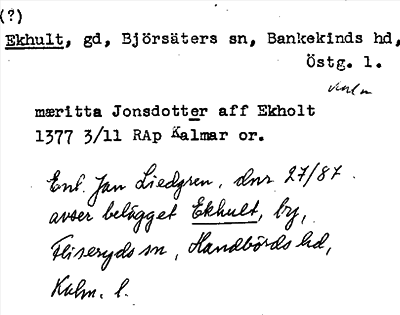 (?)
Ekhult, gd, Björsäters sn, Bankekinds hd,
Östg. l.
mæritta Jonsdotter aff Ekholt
1377 3/11 RAp Kalmar or.
Enl. Jan Liedgren, dnr 27/87
avser belägget Ekhult, by,
Fliseryds sn, Handbörds hd,
Kalm. l.